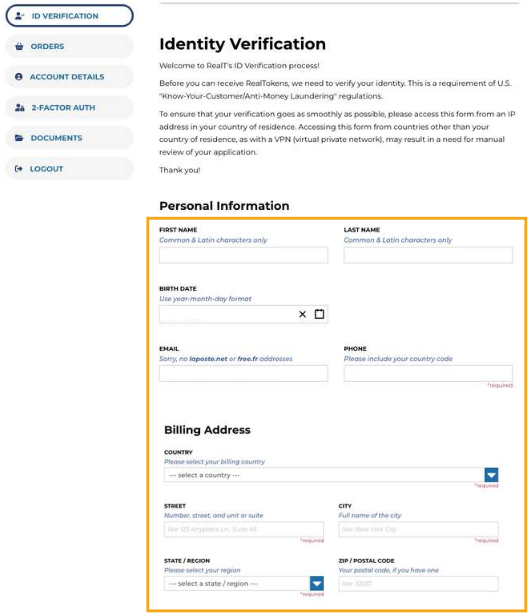 ID VERIFICATION
ORDERS
ACCOUNT DETAILS
2-FACTOR AUTH
DOCUMENTS
LOGOUT
Identity Verification
Welcome to RealT's ID Verification process!
Before you can receive RealTokens, we need to verify your identity. This is a requirement of U.S.
"Know-Your-Customer/Anti-Money Laundering" regulations.
To ensure that your verification goes as smoothly as possible, please access this form from an IP
address in your country of residence. Accessing this form from countries other than your
country of residence, as with a VPN (virtual private network), may result in a need for manual
review of your application.
Thank you!
Personal Information
FIRST NAME
Common & Latin characters only
LAST NAME
Common & Latin characters only
BIRTH DATE
Use year-month-day format
EMAIL
Sorry, no laposte.net or free.fr addresses
PHONE
Please include your country code
*required
Billing Address
COUNTRY
Please select your billing country
--- select a country ---
*required
STREET
Number, street, and unit or suite
like: 123 Anyplace Ln., Suite 45
*required
CITY
Full name of the city
like: New York City
*required
STATE / REGION
Please select your region
--- select a state / region ---
*required
ZIP / POSTAL CODE
Your postal code, if you have one